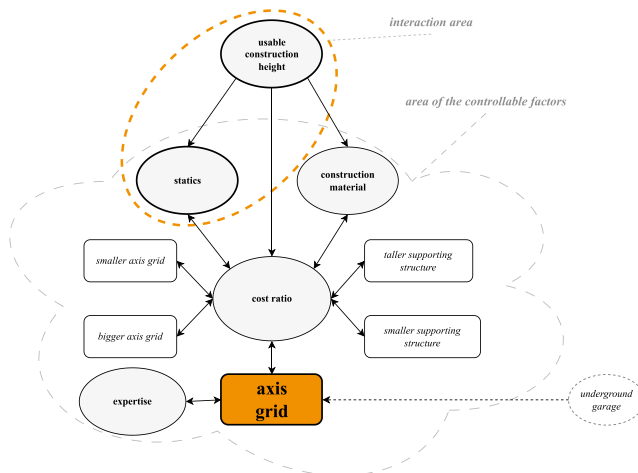 interaction area
usable
construction
height
area of the controllable factors
statics
construction
material
smaller axis grid
taller supporting
structure
cost ratio
bigger axis grid
smaller supporting
structure
expertise
axis
grid
underground
garage